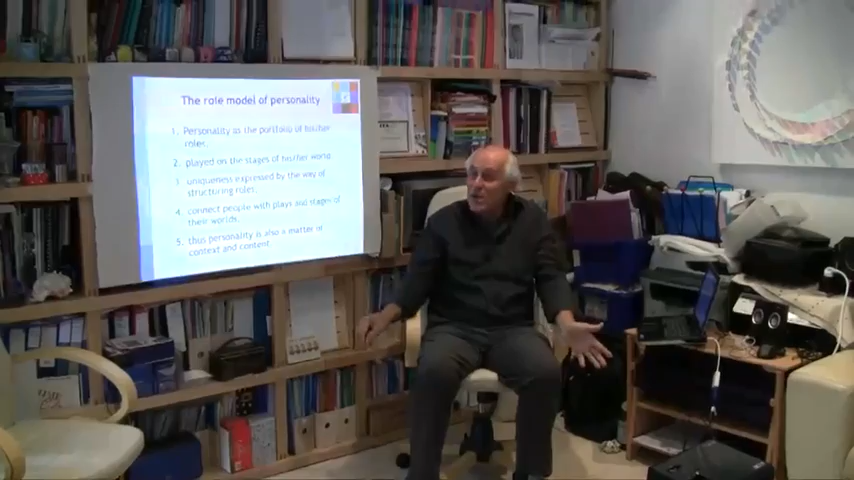 The role model of personality
1. Personality as the portfolio of his/her
roles.
2. played on the stages of his/her world.
3. uniqueness expressed by the way of
structuring roles.
4. connect people with plays and stages of
their worlds.
5. thus personality is also a matter of
context and content.